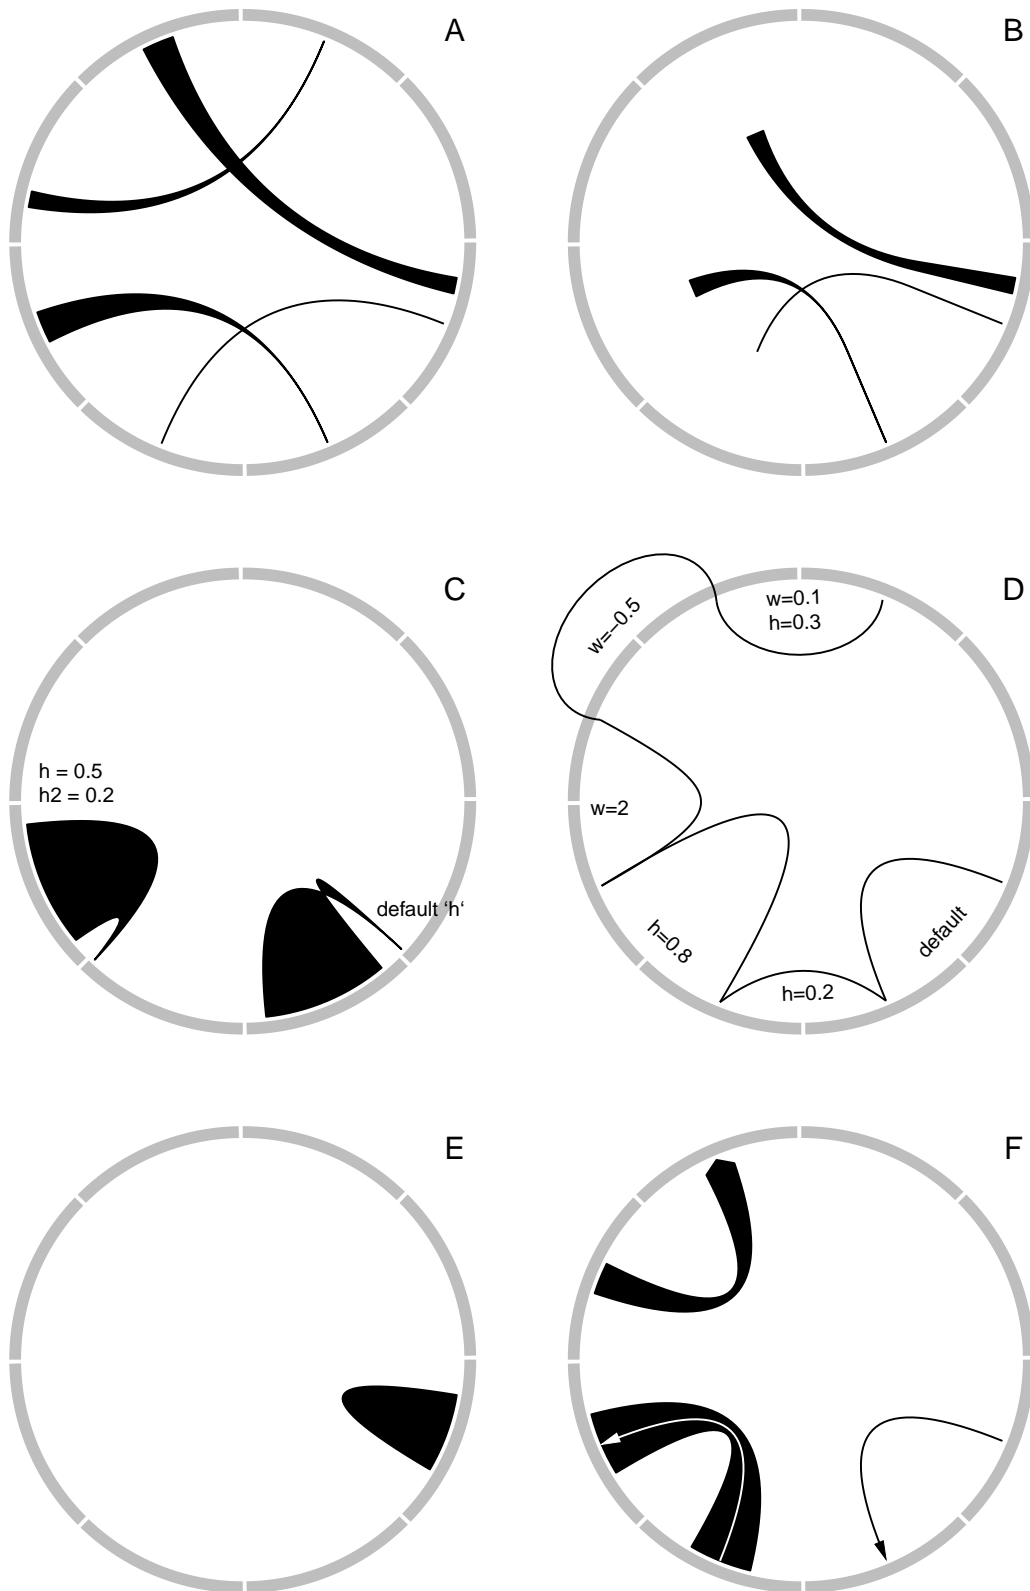 A
B
C
h = 0.5
h2 = 0.2
default ‘h‘
D
w=0.1
h=0.3
w=−0.5
w=2
h=0.8
h=0.2
default
E
F